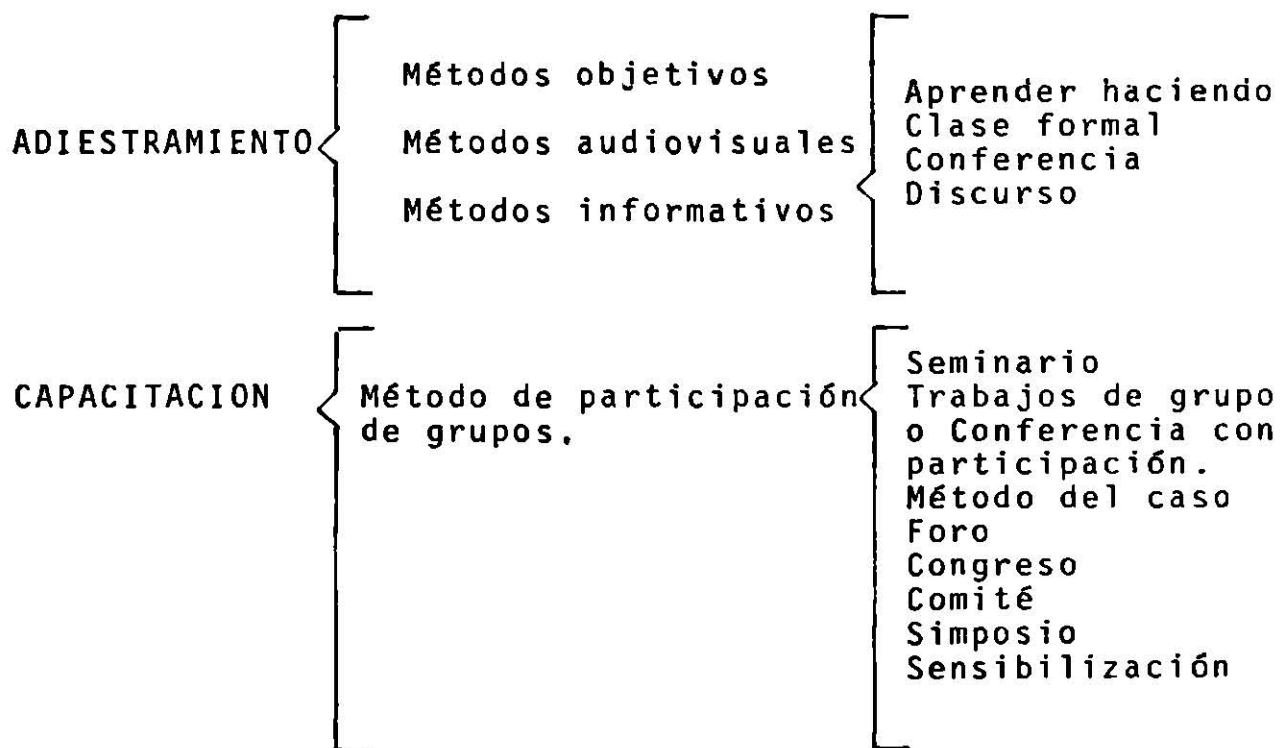 ADIESTRAMIENTO
Métodos objetivos
Métodos audiovisuales
Métodos informativos
Aprender haciendo
Clase formal
Conferencia
Discurso
CAPACITACION
Método de participación
de grupos.
Seminario
Trabajos de grupo
o Conferencia con
participación.
Método del caso
Foro
Congreso
Comité
Simposio
Sensibilización